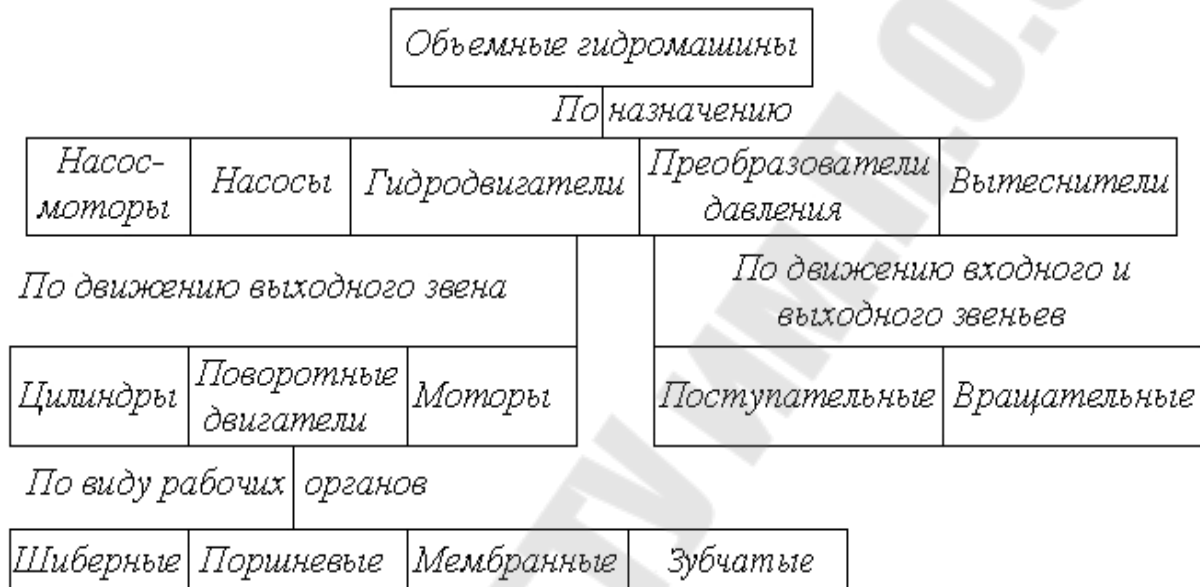 Объемные гидромашины
По назначению
Насос-
моторы
Насосы
Гидродвигатели
Преобразователи
давления
Вытеснители
По движению выходного звена
По движению входного и
выходного звеньев
Цилиндры
Поворотные
двигатели
Моторы
Поступательные
Вращательные
По виду рабочих органов
Шиберные
Поршневые
Мембранные
Зубчатые